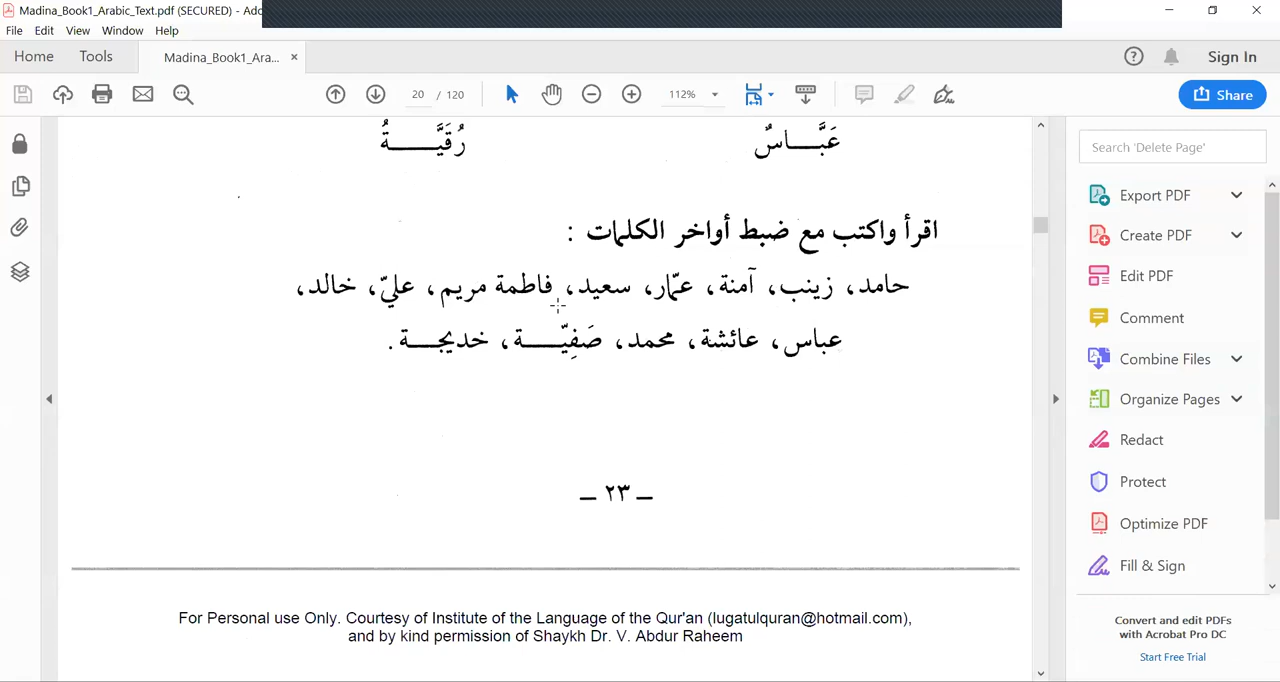 Madina_Book1_Arabic_Text.pdf (SECURED) - Ado
File Edit View Window Help
Home Tools Madina_Book1_Ara... × Sign In
20 / 120 112% Share
عَبَّـــاسٌ رُقَيَّـــــةُ
اقرأ واكتب مع ضبط أواخر الكلمات :
حامد، زينب، آمنة، عمّار، سعيد، فاطمة مريم، عليّ، خالد،
عباس، عائشة، محمد، صَفِيّـــــة، خديجـــة .
– ٢٣ –
For Personal use Only. Courtesy of Institute of the Language of the Qur'an (lugatulquran@hotmail.com),
and by kind permission of Shaykh Dr. V. Abdur Raheem
Search 'Delete Page'
Export PDF
Create PDF
Edit PDF
Comment
Combine Files
Organize Pages
Redact
Protect
Optimize PDF
Fill & Sign
Convert and edit PDFs
with Acrobat Pro DC
Start Free Trial